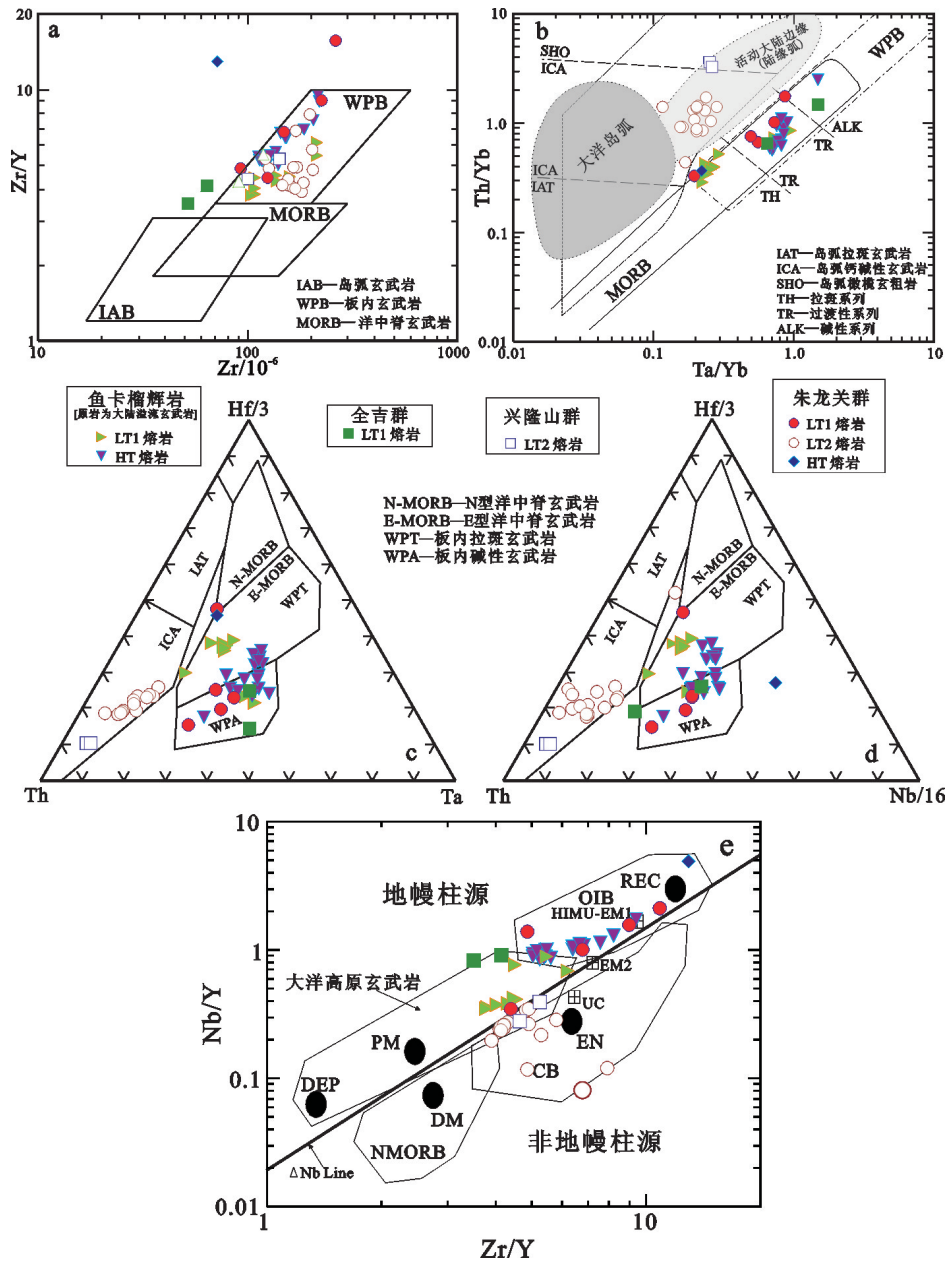 a
20
10
Zr/Y
1
WPB
MORB
IAB
IAB—岛弧玄武岩
WPB—板内玄武岩
MORB—洋中脊玄武岩
10
100
1000
Zr/10⁻⁶
b
10
1.0
0.1
0.01
Th/Yb
SHO
ICA
活动大陆边缘
(陆缘弧)
WPB
大洋岛弧
ALK
TR
ICA
IAT
TR
TH
MORB
IAT—岛弧拉斑玄武岩
ICA—岛弧钙碱性玄武岩
SHO—岛弧橄榄玄粗岩
TH—拉斑系列
TR—过渡性系列
ALK—碱性系列
0.01
0.1
1.0
10
Ta/Yb
鱼卡榴辉岩
[原岩为大陆溢流玄武岩]
LT1 熔岩
HT 熔岩
全吉群
LT1 熔岩
兴隆山群
LT2 熔岩
朱龙关群
LT1 熔岩
LT2 熔岩
HT 熔岩
N-MORB—N型洋中脊玄武岩
E-MORB—E型洋中脊玄武岩
WPT—板内拉斑玄武岩
WPA—板内碱性玄武岩
Hf/3
IAT
N-MORB
E-MORB
WPT
ICA
WPA
c
Th
Ta
Hf/3
IAT
N-MORB
E-MORB
WPT
ICA
WPA
d
Th
Nb/16
e
10
1
0.1
0.01
Nb/Y
地幔柱源
REC
OIB
HIMU-EM1
EM2
大洋高原玄武岩
UC
EN
PM
CB
DEP
DM
NMORB
非地幔柱源
ΔNb Line
1
10
Zr/Y